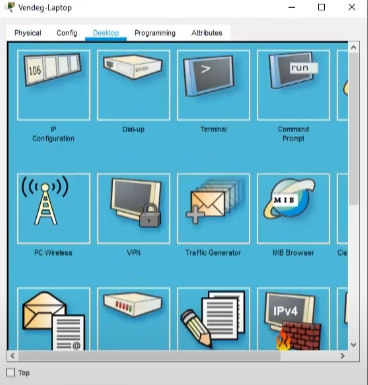 Vendeg-Laptop
Physical Config Desktop Programming Attributes
106
>
run
IP
Configuration
Dial-up
Terminal
Command
Prompt
MIB
PC Wireless
VPN
Traffic Generator
MIB Browser
Cis
@
IPv4
Top